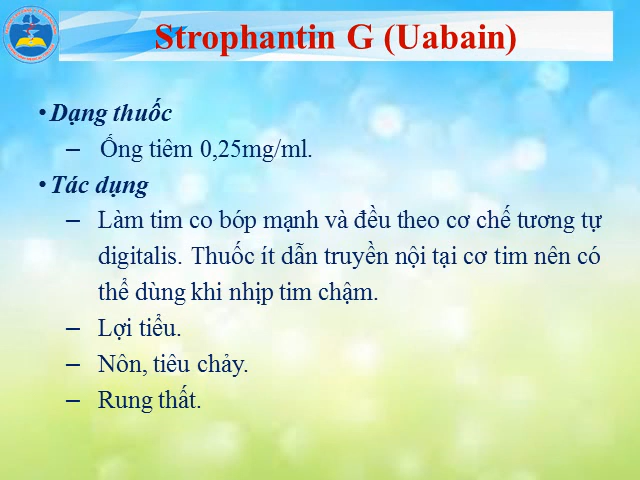 Strophantin G (Uabain)
• Dạng thuốc
– Ống tiêm 0,25mg/ml.
• Tác dụng
– Làm tim co bóp mạnh và đều theo cơ chế tương tự
digitalis. Thuốc ít dẫn truyền nội tại cơ tim nên có
thể dùng khi nhịp tim chậm.
– Lợi tiểu.
– Nôn, tiêu chảy.
– Rung thất.